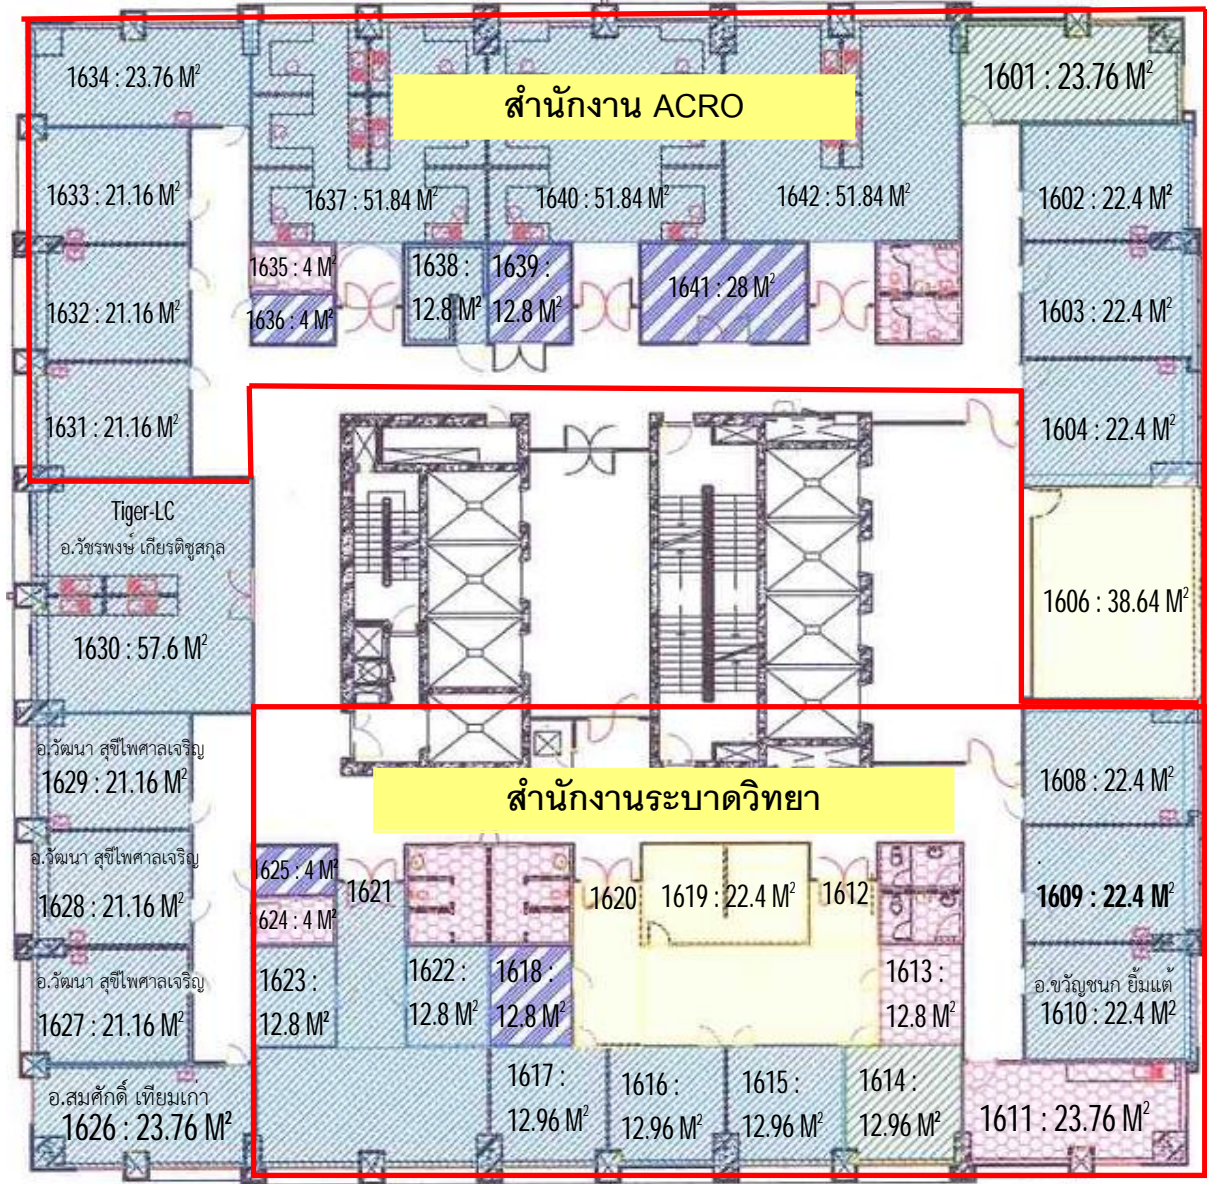 1634 : 23.76 M²
สำนักงาน ACRO
1601 : 23.76 M²
1633 : 21.16 M²
1637 : 51.84 M²
1640 : 51.84 M²
1642 : 51.84 M²
1602 : 22.4 M²
1635 : 4 M²
1638 :
12.8 M²
1639 :
12.8 M²
1641 : 28 M²
1632 : 21.16 M²
1636 : 4 M²
1603 : 22.4 M²
1631 : 21.16 M²
1604 : 22.4 M²
Tiger-LC
อ.วัชรพงษ์ เกียรติชูสกุล
1630 : 57.6 M²
1606 : 38.64 M²
อ.วัฒนา สุขีไพศาลเจริญ
1629 : 21.16 M²
สำนักงานระบาดวิทยา
1608 : 22.4 M²
อ.วัฒนา สุขีไพศาลเจริญ
1628 : 21.16 M²
1625 : 4 M²
1624 : 4 M²
1621
1620
1619 : 22.4 M²
1612
1609 : 22.4 M²
อ.วัฒนา สุขีไพศาลเจริญ
1627 : 21.16 M²
1623 :
12.8 M²
1622 :
12.8 M²
1618 :
12.8 M²
1613 :
12.8 M²
อ.ขวัญชนก ยิ้มแต้
1610 : 22.4 M²
อ.สมศักดิ์ เทียมเก่า
1626 : 23.76 M²
1617 :
12.96 M²
1616 :
12.96 M²
1615 :
12.96 M²
1614 :
12.96 M²
1611 : 23.76 M²